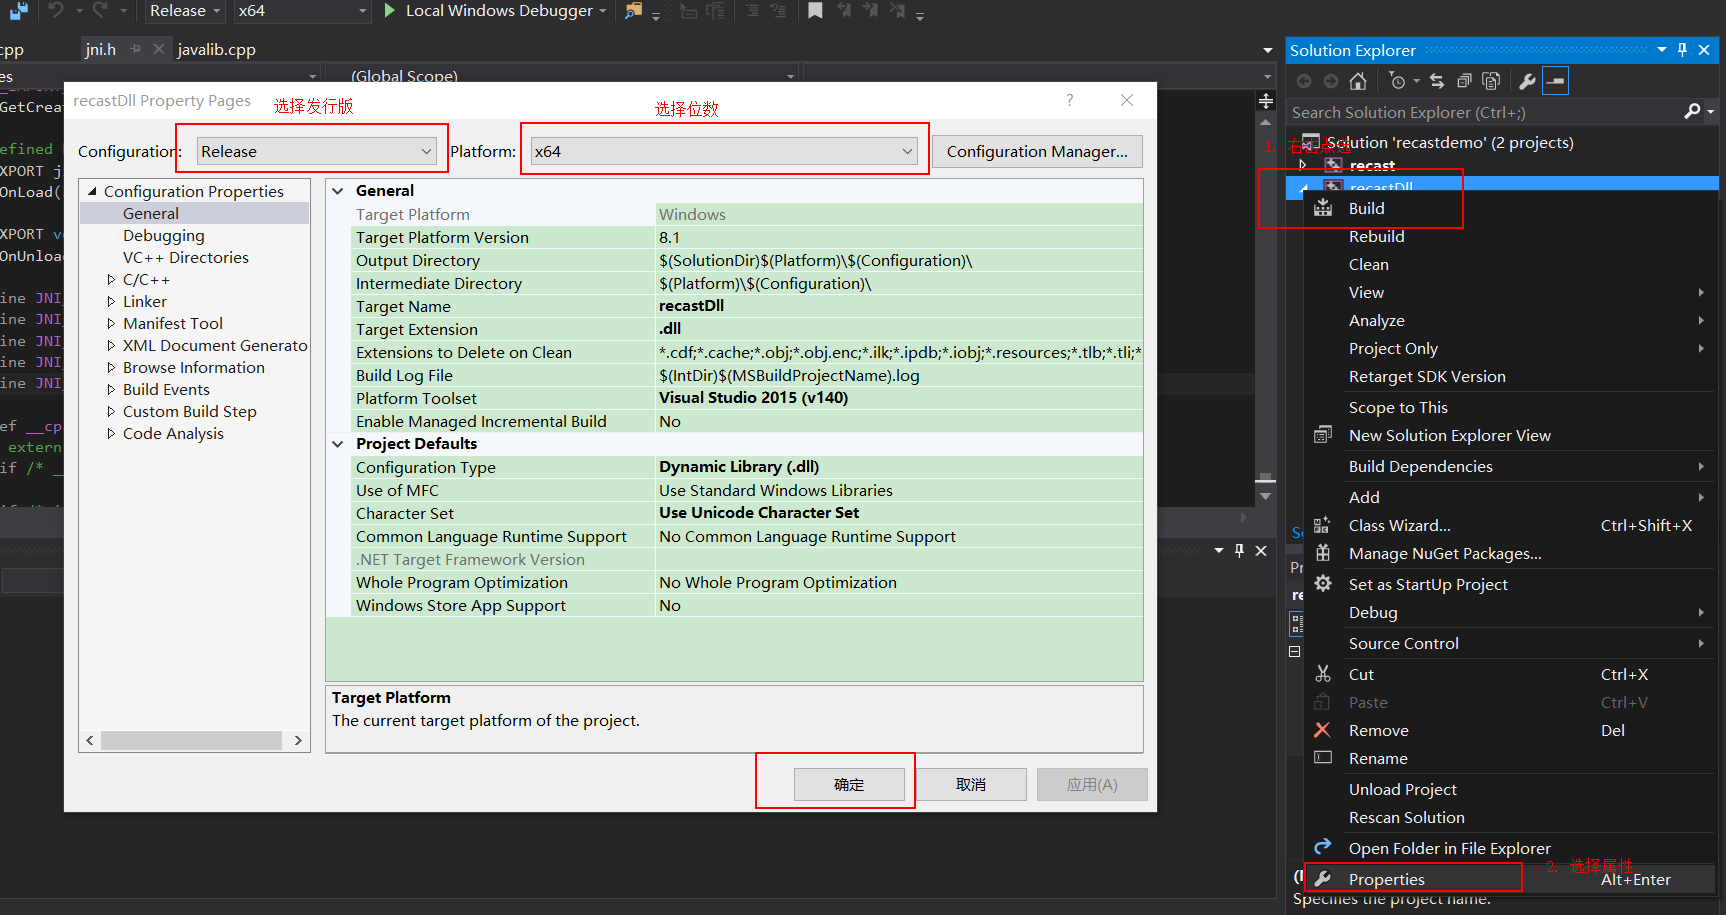 Release
x64
Local Windows Debugger
cpp
jni.h
javalib.cpp
es
(Global Scope)
GetCreat
efined
XPORT j
OnLoad(
XPORT v
OnUnload
ine JNI
ine JNI
ine JNI
ine JNI
ine JNI
ef __cp
extern
if /* _
recastDll Property Pages
选择发行版
选择位数
Configuration:
Release
Platform:
x64
Configuration Manager...
Configuration Properties
General
Debugging
VC++ Directories
C/C++
Linker
Manifest Tool
XML Document Generato
Browse Information
Build Events
Custom Build Step
Code Analysis
General
Target Platform Windows
Target Platform Version 8.1
Output Directory $(SolutionDir)$(Platform)\$(Configuration)\
Intermediate Directory $(Platform)\$(Configuration)\
Target Name recastDll
Target Extension .dll
Extensions to Delete on Clean *.cdf;*.cache;*.obj;*.obj.enc;*.ilk;*.ipdb;*.iobj;*.resources;*.tlb;*.tli;*
Build Log File $(IntDir)$(MSBuildProjectName).log
Platform Toolset Visual Studio 2015 (v140)
Enable Managed Incremental Build No
Project Defaults
Configuration Type Dynamic Library (.dll)
Use of MFC Use Standard Windows Libraries
Character Set Use Unicode Character Set
Common Language Runtime Support No Common Language Runtime Support
.NET Target Framework Version
Whole Program Optimization No Whole Program Optimization
Windows Store App Support No
Target Platform
The current target platform of the project.
确定
取消
应用(A)
Solution Explorer
Search Solution Explorer (Ctrl+;)
Solution 'recastdemo' (2 projects)
1. 右击点选
recast
recastDll
Build
Rebuild
Clean
View
Analyze
Project Only
Retarget SDK Version
Scope to This
New Solution Explorer View
Build Dependencies
Add
Class Wizard... Ctrl+Shift+X
Manage NuGet Packages...
Set as StartUp Project
Debug
Source Control
Cut Ctrl+X
Paste Ctrl+V
Remove Del
Rename
Unload Project
Rescan Solution
Open Folder in File Explorer
2. 选择属性
Properties Alt+Enter
Specifies the project name.